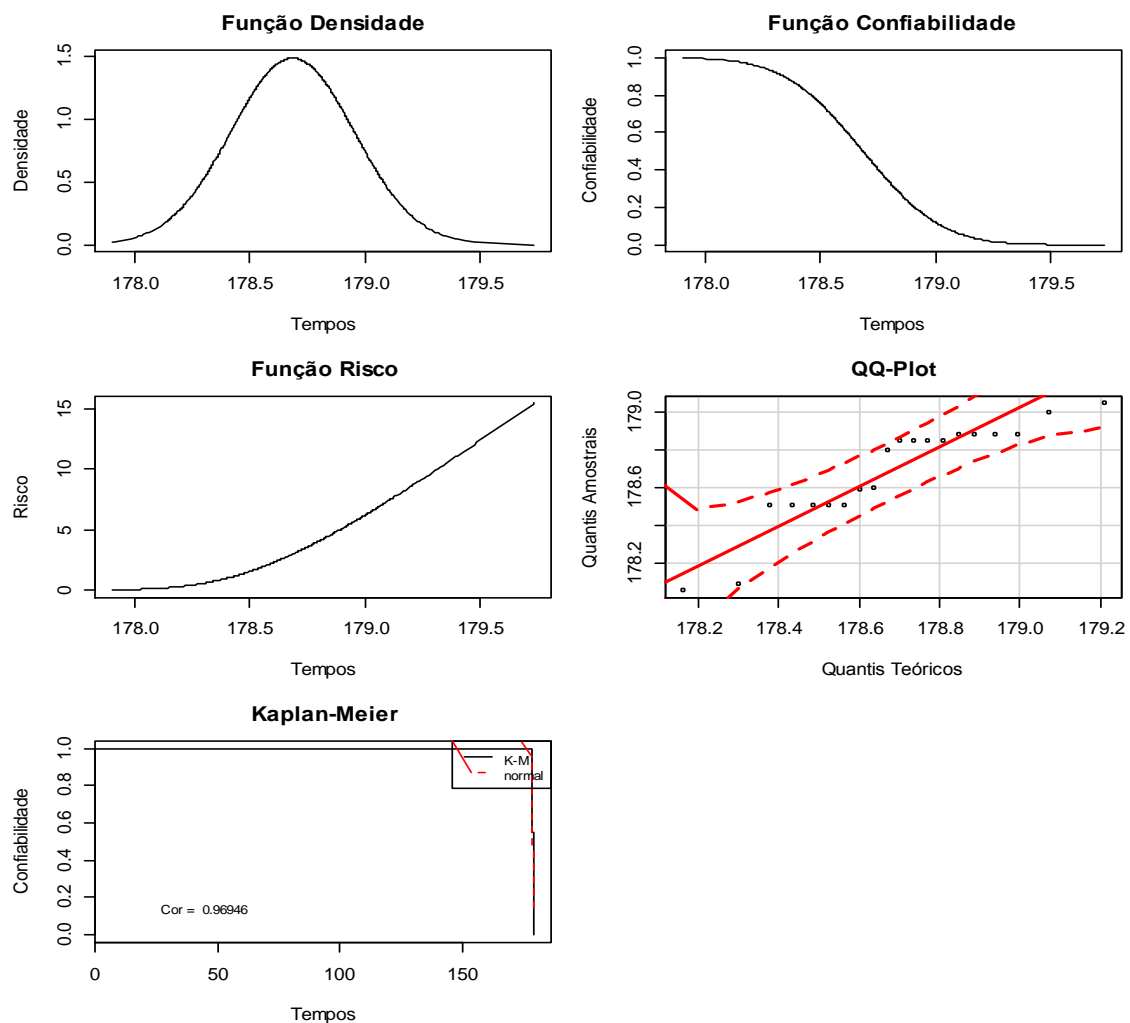 Função Densidade
Densidade
0.0 0.5 1.0 1.5
178.0 178.5 179.0 179.5
Tempos
Função Confiabilidade
Confiabilidade
0.0 0.2 0.4 0.6 0.8 1.0
178.0 178.5 179.0 179.5
Tempos
Função Risco
Risco
0 5 10 15
178.0 178.5 179.0 179.5
Tempos
QQ-Plot
Quantis Amostrais
178.2 178.6 179.0
178.2 178.4 178.6 178.8 179.0 179.2
Quantis Teóricos
Kaplan-Meier
Confiabilidade
0.0 0.2 0.4 0.6 0.8 1.0
K-M
normal
Cor = 0.96946
0 50 100 150
Tempos